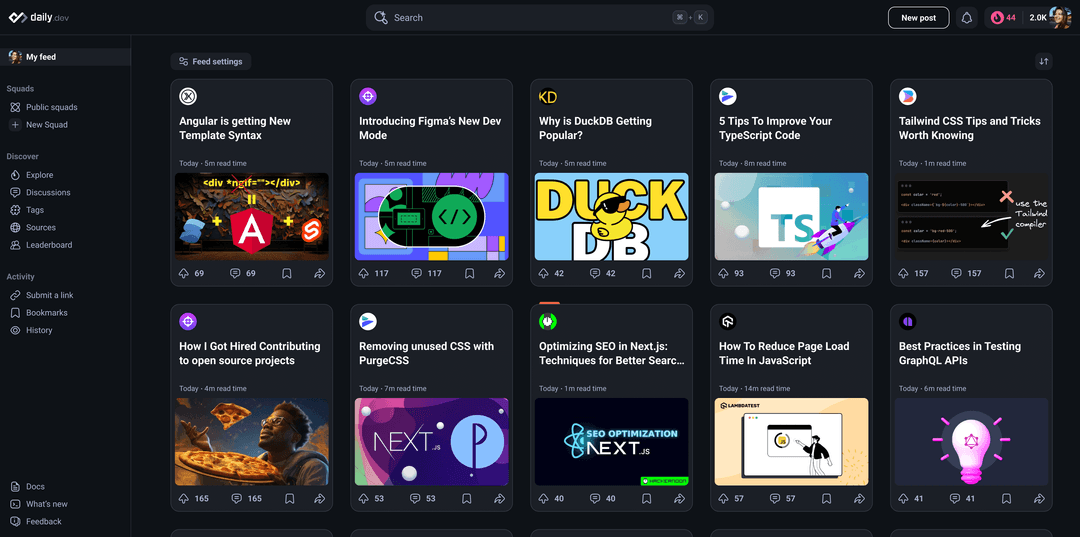 daily.dev
Search
⌘ + K
New post
44
2.0K
My feed
Squads
Public squads
New Squad
Discover
Explore
Discussions
Tags
Sources
Leaderboard
Activity
Submit a link
Bookmarks
History
Docs
What's new
Feedback
Feed settings
Angular is getting New
Template Syntax
Today · 5m read time
<div *ngif=""></div>
A
69 69
KD
Introducing Figma's New Dev
Mode
Today · 5m read time
</>
117 117
Why is DuckDB Getting
Popular?
Today · 5m read time
DUCK
DB
42 42
5 Tips To Improve Your
TypeScript Code
Today · 8m read time
TS
93 93
Tailwind CSS Tips and Tricks
Worth Knowing
Today · 1m read time
const color = 'red';
use the
Tailwind
compiler
157 157
How I Got Hired Contributing
to open source projects
Today · 4m read time
165 165
Removing unused CSS with
PurgeCSS
Today · 7m read time
NEXT.JS
53 53
Optimizing SEO in Next.js:
Techniques for Better Searc...
Today · 1m read time
SEO OPTIMIZATION
NEXT.JS
HACKERNOON
40 40
How To Reduce Page Load
Time In JavaScript
Today · 14m read time
LAMBDATEST
57 57
Best Practices in Testing
GraphQL APIs
Today · 6m read time
41 41